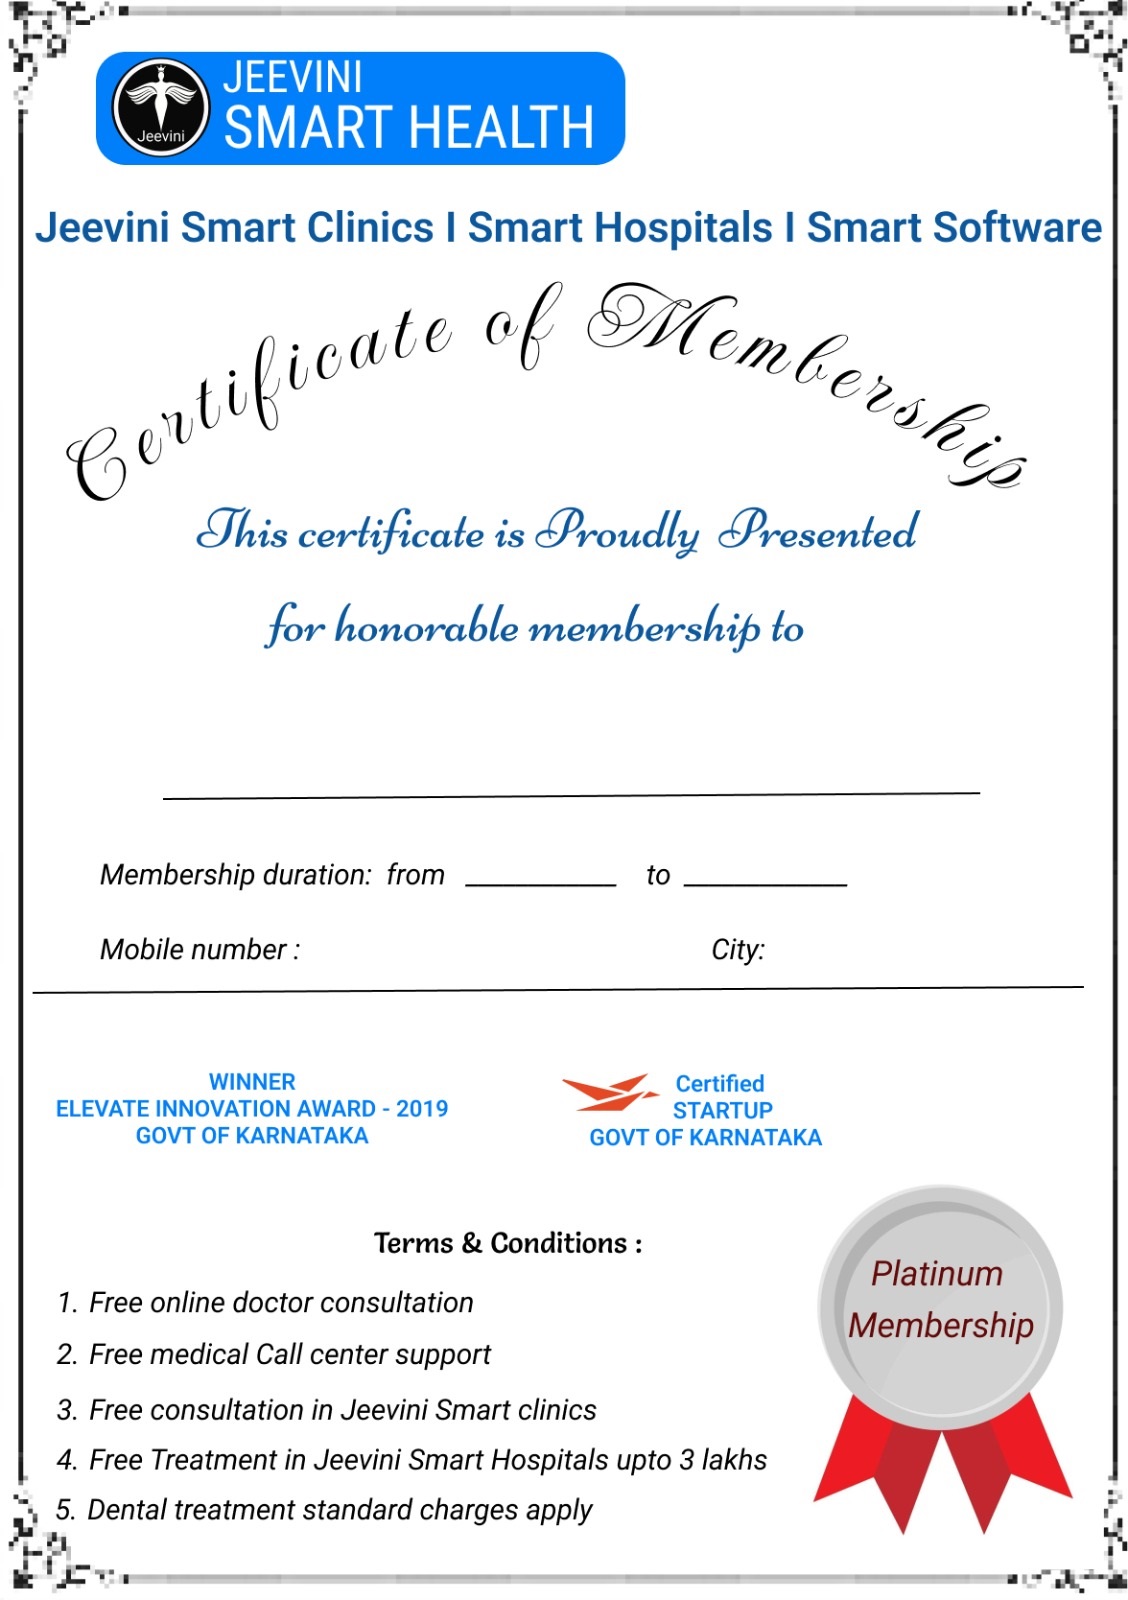 Jeevini
JEEVINI
SMART HEALTH
Jeevini Smart Clinics I Smart Hospitals I Smart Software
Certificate of Membership
This certificate is Proudly Presented
for honorable membership to
Membership duration: from ___________ to ___________
Mobile number : City:
WINNER
ELEVATE INNOVATION AWARD - 2019
GOVT OF KARNATAKA
Certified
STARTUP
GOVT OF KARNATAKA
Terms & Conditions :
1. Free online doctor consultation
2. Free medical Call center support
3. Free consultation in Jeevini Smart clinics
4. Free Treatment in Jeevini Smart Hospitals upto 3 lakhs
5. Dental treatment standard charges apply
Platinum
Membership